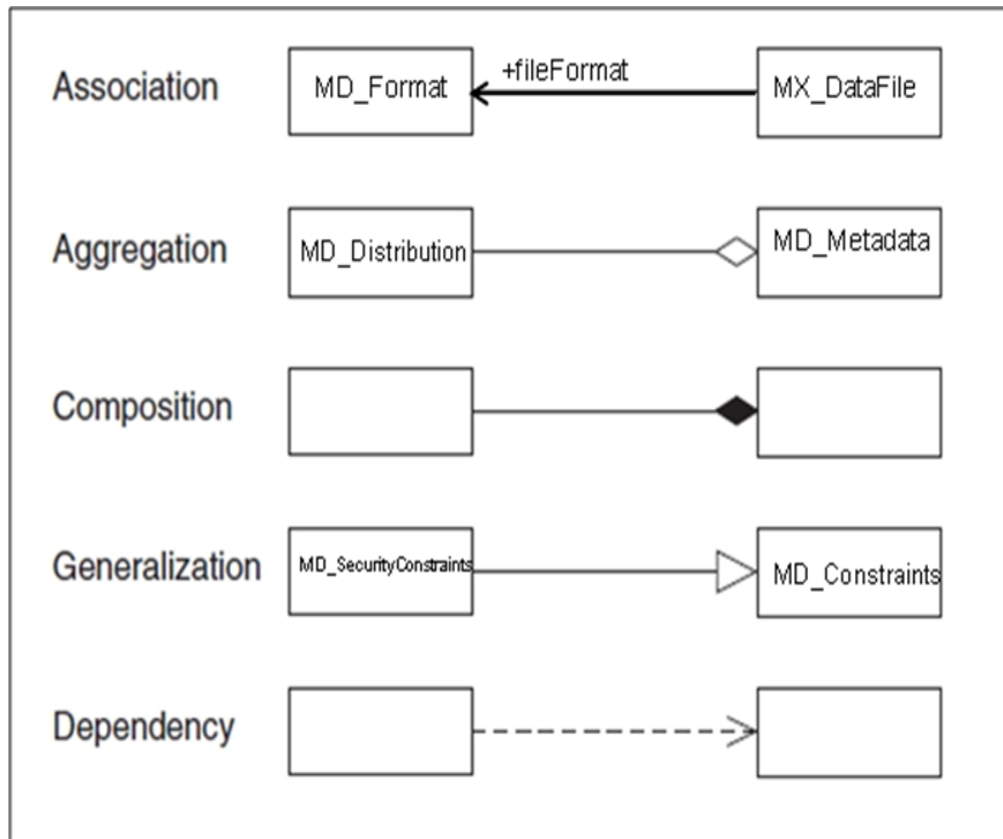 Association
MD_Format
+fileFormat
MX_DataFile
Aggregation
MD_Distribution
MD_Metadata
Composition
Generalization
MD_SecurityConstraints
MD_Constraints
Dependency